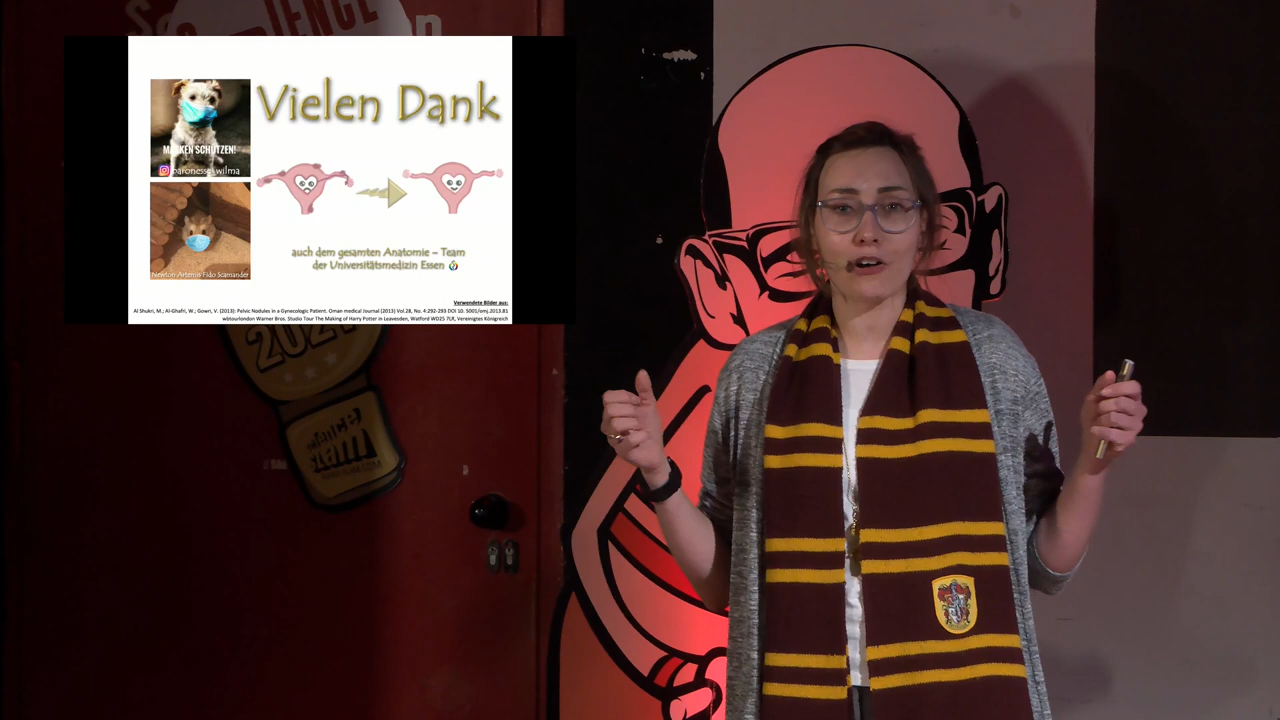 Vielen Dank
MASKEN SCHÜTZEN!
baronesse_wilma
Newton Artemis Fido Scamander
auch dem gesamten Anatomie – Team
der Universitätsmedizin Essen
Verwendete Bilder aus:
Al Shukri, M.; Al-Ghafri, W.; Gowri, V. (2013): Pelvic Nodules in a Gynecologic Patient. Oman medical Journal (2013) Vol.28, No. 4:292-293 DOI 10. 5001/omj.2013.81
wbtourlondon Warner Bros. Studio Tour The Making of Harry Potter in Leavesden, Watford WD25 7LR, Vereinigtes Königreich